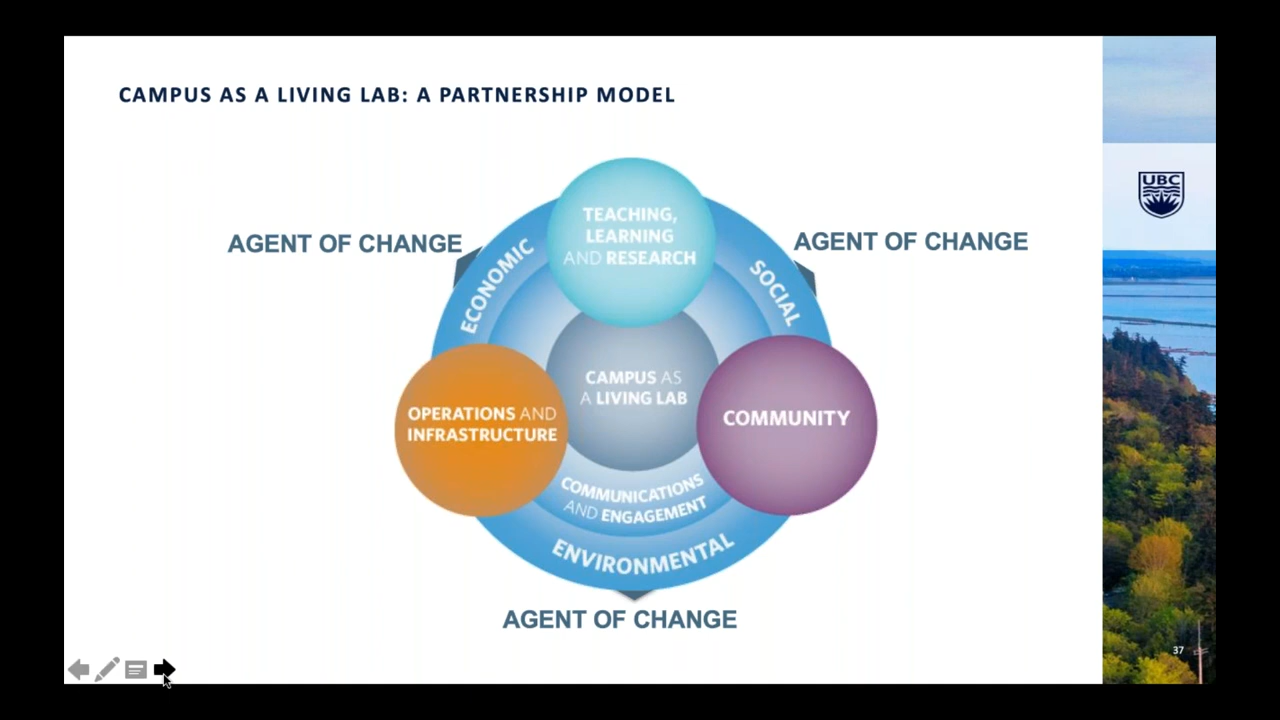 CAMPUS AS A LIVING LAB: A PARTNERSHIP MODEL
UBC
TEACHING,
LEARNING
AND RESEARCH
AGENT OF CHANGE
AGENT OF CHANGE
ECONOMIC
SOCIAL
CAMPUS AS
A LIVING LAB
OPERATIONS AND
INFRASTRUCTURE
COMMUNITY
COMMUNICATIONS
AND ENGAGEMENT
ENVIRONMENTAL
AGENT OF CHANGE
37